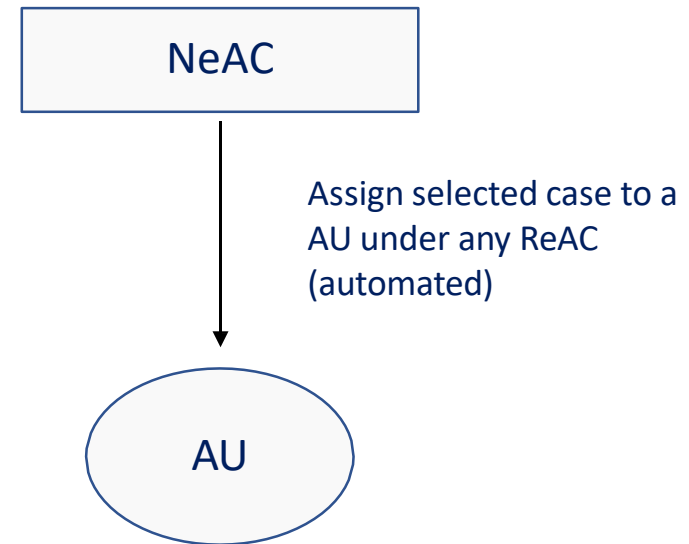 NeAC
Assign selected case to a
AU under any ReAC
(automated)
AU